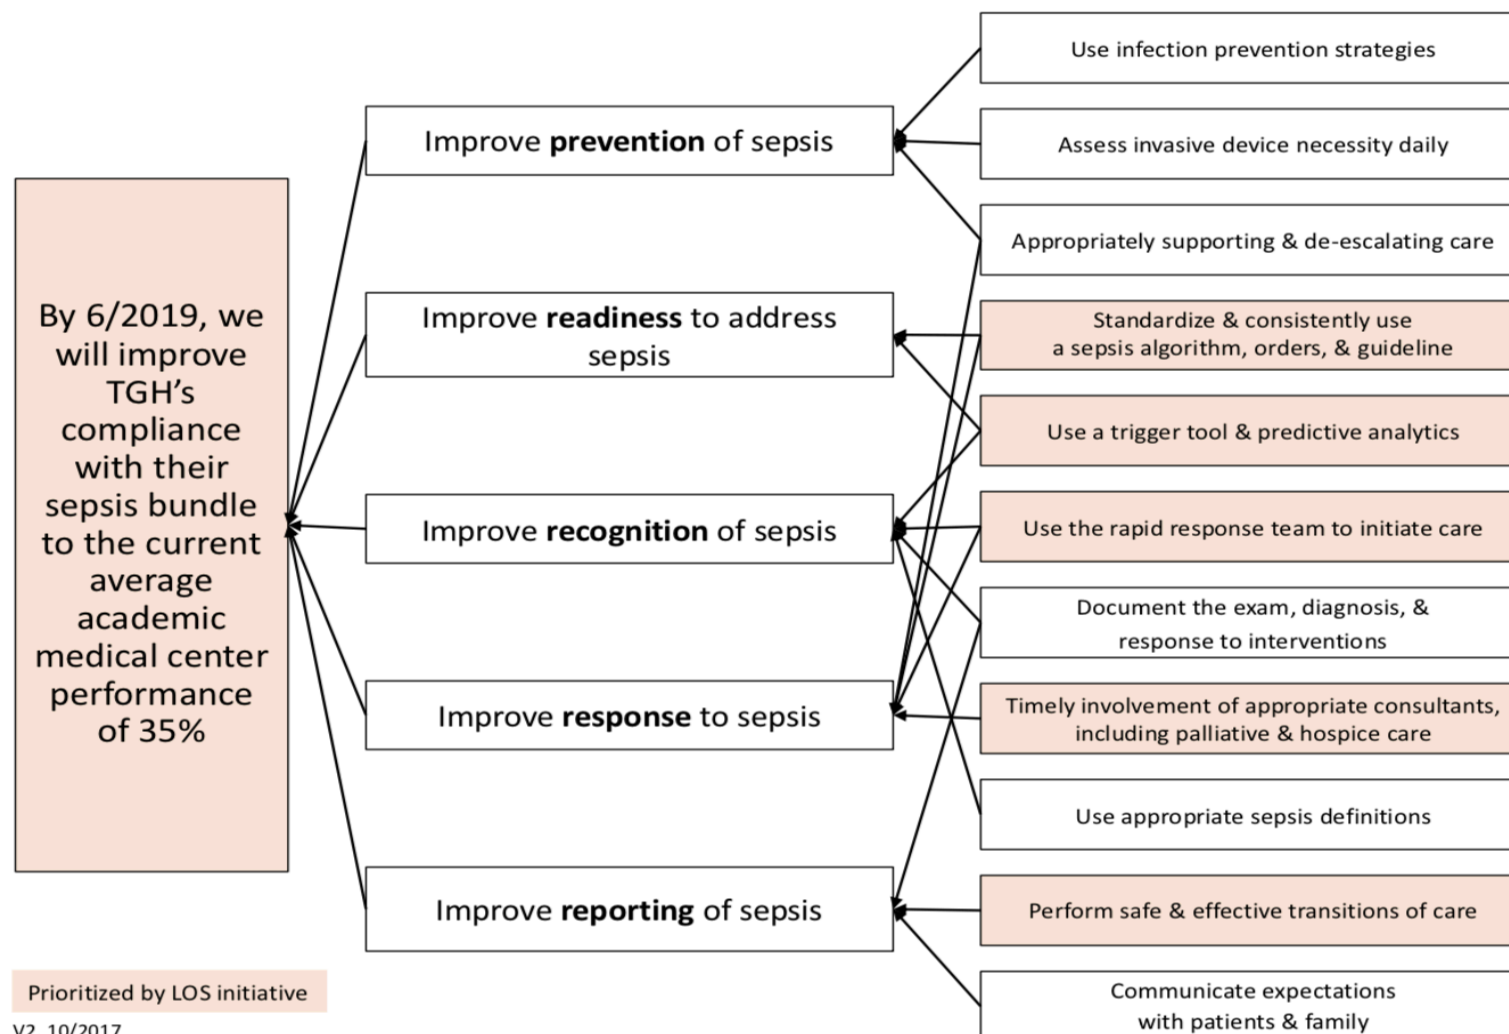 By 6/2019, we
will improve
TGH’s
compliance
with their
sepsis bundle
to the current
average
academic
medical center
performance
of 35%
Improve prevention of sepsis
Improve readiness to address
sepsis
Improve recognition of sepsis
Improve response to sepsis
Improve reporting of sepsis
Use infection prevention strategies
Assess invasive device necessity daily
Appropriately supporting & de-escalating care
Standardize & consistently use
a sepsis algorithm, orders, & guideline
Use a trigger tool & predictive analytics
Use the rapid response team to initiate care
Document the exam, diagnosis, &
response to interventions
Timely involvement of appropriate consultants,
including palliative & hospice care
Use appropriate sepsis definitions
Perform safe & effective transitions of care
Communicate expectations
with patients & family
Prioritized by LOS initiative
V2, 10/2017